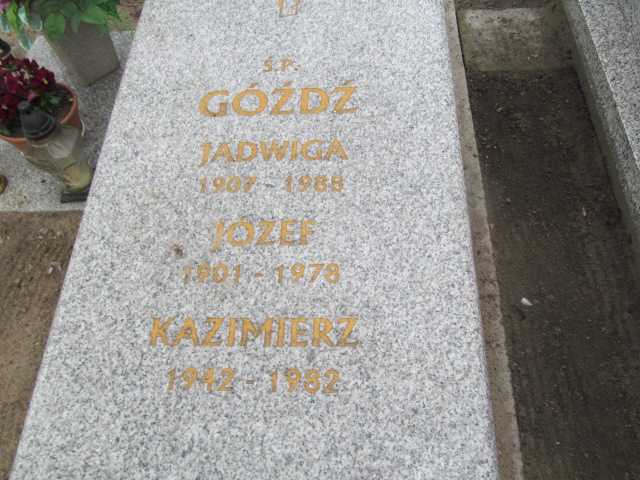 Ś.P.
GÓŹDŹ
JADWIGA
1907 - 1988
JÓZEF
1901 - 1978
KAZIMIERZ
1942 - 1982